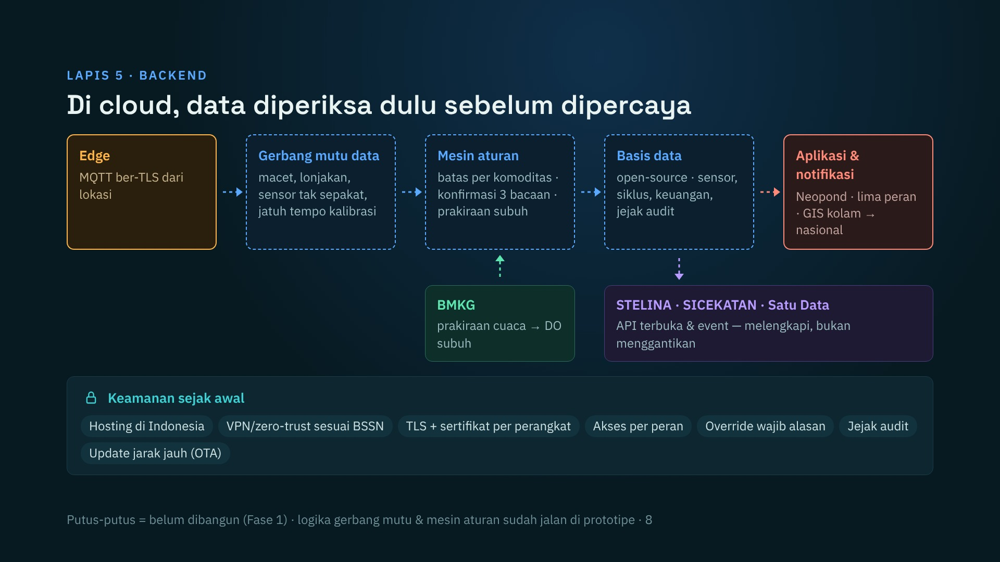 LAPIS 5 · BACKEND
Di cloud, data diperiksa dulu sebelum dipercaya
Edge
MQTT ber-TLS dari
lokasi
Gerbang mutu data
macet, lonjakan,
sensor tak sepakat,
jatuh tempo kalibrasi
Mesin aturan
batas per komoditas ·
konfirmasi 3 bacaan ·
prakiraan subuh
Basis data
open-source · sensor,
siklus, keuangan,
jejak audit
Aplikasi &
notifikasi
Neopond · lima peran
· GIS kolam →
nasional
BMKG
prakiraan cuaca → DO
subuh
STELINA · SICEKATAN · Satu Data
API terbuka & event — melengkapi, bukan
menggantikan
Keamanan sejak awal
Hosting di Indonesia
VPN/zero-trust sesuai BSSN
TLS + sertifikat per perangkat
Akses per peran
Override wajib alasan
Jejak audit
Update jarak jauh (OTA)
Putus-putus = belum dibangun (Fase 1) · logika gerbang mutu & mesin aturan sudah jalan di prototipe · 8